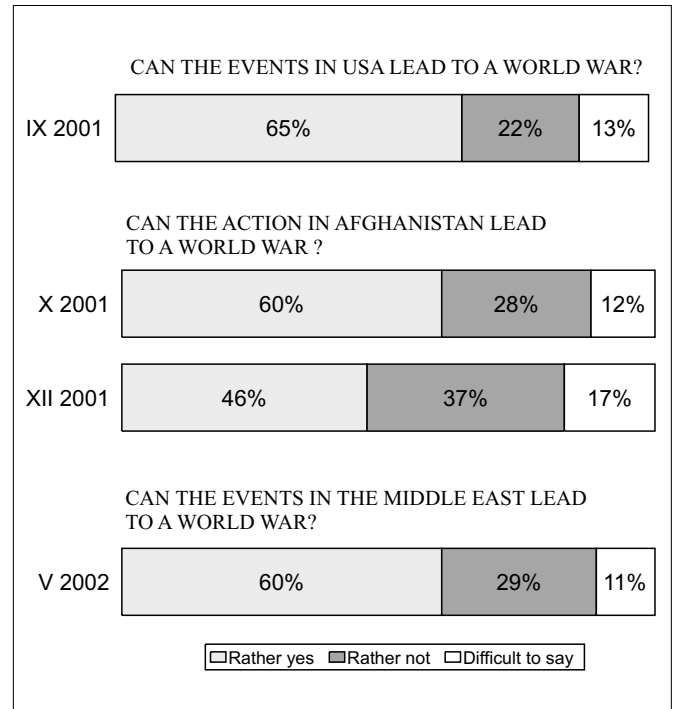 CAN THE EVENTS IN USA LEAD TO A WORLD WAR?
IX 2001 65% 22% 13%
CAN THE ACTION IN AFGHANISTAN LEAD
TO A WORLD WAR ?
X 2001 60% 28% 12%
XII 2001 46% 37% 17%
CAN THE EVENTS IN THE MIDDLE EAST LEAD
TO A WORLD WAR?
V 2002 60% 29% 11%
Rather yes Rather not Difficult to say